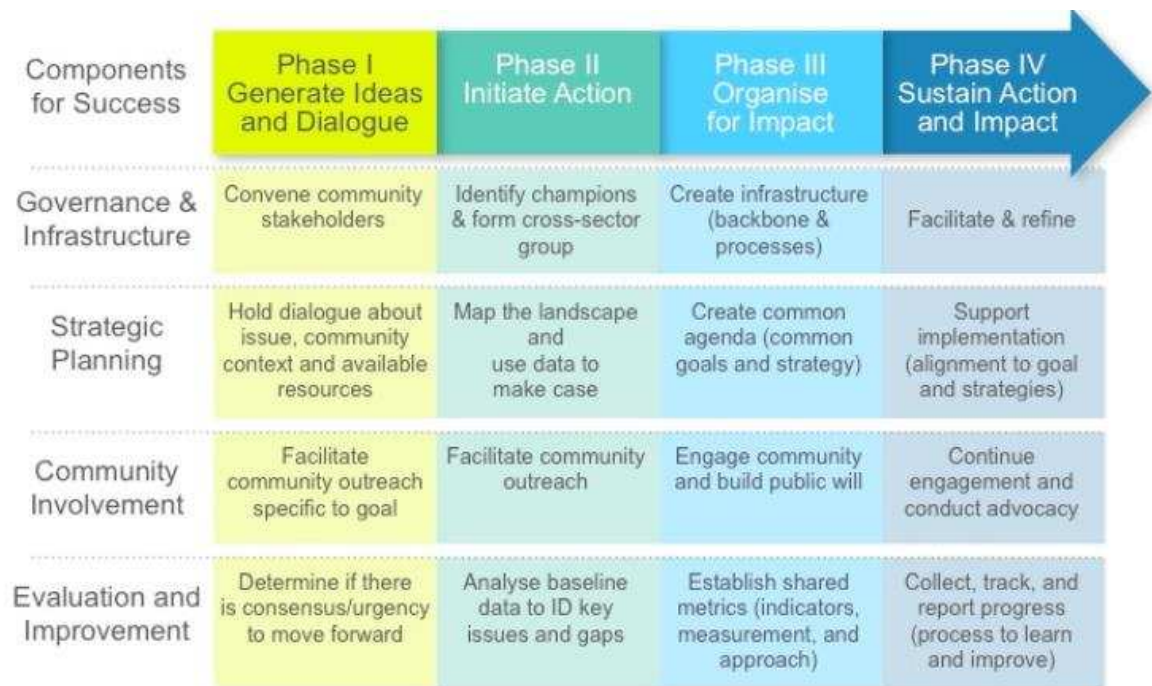 Components
for Success
Phase I
Generate Ideas
and Dialogue
Phase II
Initiate Action
Phase III
Organise
for Impact
Phase IV
Sustain Action
and Impact
Governance &
Infrastructure
Convene community
stakeholders
Identify champions
& form cross-sector
group
Create infrastructure
(backbone &
processes)
Facilitate & refine
Strategic
Planning
Hold dialogue about
issue, community
context and available
resources
Map the landscape
and
use data to
make case
Create common
agenda (common
goals and strategy)
Support
implementation
(alignment to goal
and strategies)
Community
Involvement
Facilitate
community outreach
specific to goal
Facilitate community
outreach
Engage community
and build public will
Continue
engagement and
conduct advocacy
Evaluation and
Improvement
Determine if there
is consensus/urgency
to move forward
Analyse baseline
data to ID key
issues and gaps
Establish shared
metrics (indicators,
measurement, and
approach)
Collect, track, and
report progress
(process to learn
and improve)